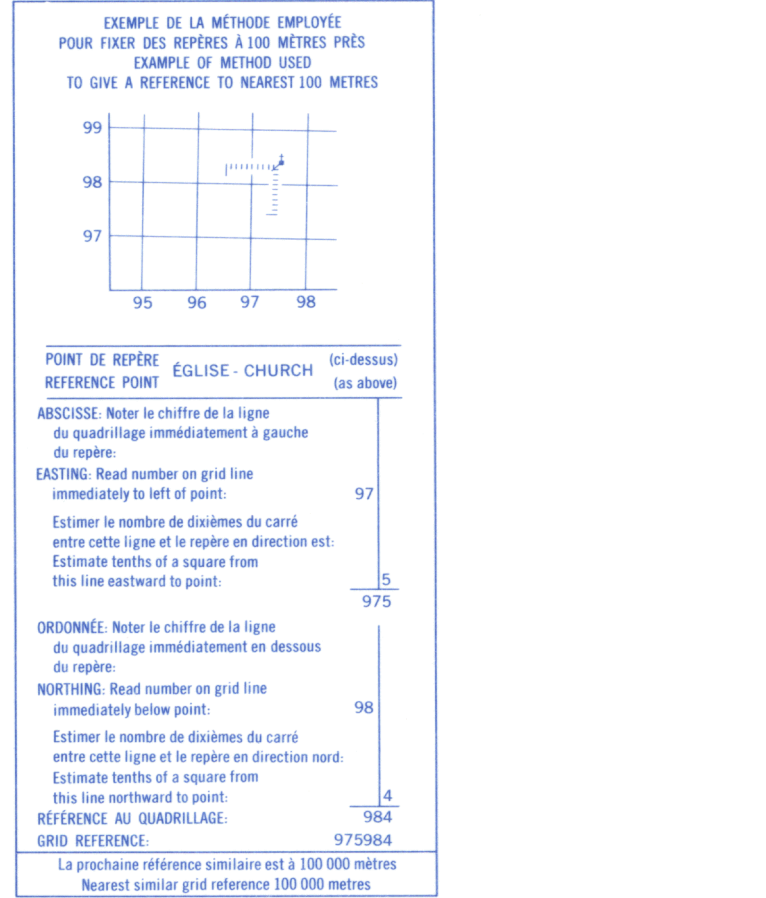 EXEMPLE DE LA MÉTHODE EMPLOYÉE
POUR FIXER DES REPÈRES À 100 MÈTRES PRÈS
EXAMPLE OF METHOD USED
TO GIVE A REFERENCE TO NEAREST 100 METRES
99
98
97
95 96 97 98
POINT DE REPÈRE ÉGLISE - CHURCH (ci-dessus)
REFERENCE POINT (as above)
ABSCISSE: Noter le chiffre de la ligne
du quadrillage immédiatement à gauche
du repère:
EASTING: Read number on grid line
immediately to left of point: 97
Estimer le nombre de dixièmes du carré
entre cette ligne et le repère en direction est:
Estimate tenths of a square from
this line eastward to point: 5
975
ORDONNÉE: Noter le chiffre de la ligne
du quadrillage immédiatement en dessous
du repère:
NORTHING: Read number on grid line
immediately below point: 98
Estimer le nombre de dixièmes du carré
entre cette ligne et le repère en direction nord:
Estimate tenths of a square from
this line northward to point: 4
RÉFÉRENCE AU QUADRILLAGE: 984
GRID REFERENCE: 975984
La prochaine référence similaire est à 100 000 mètres
Nearest similar grid reference 100 000 metres